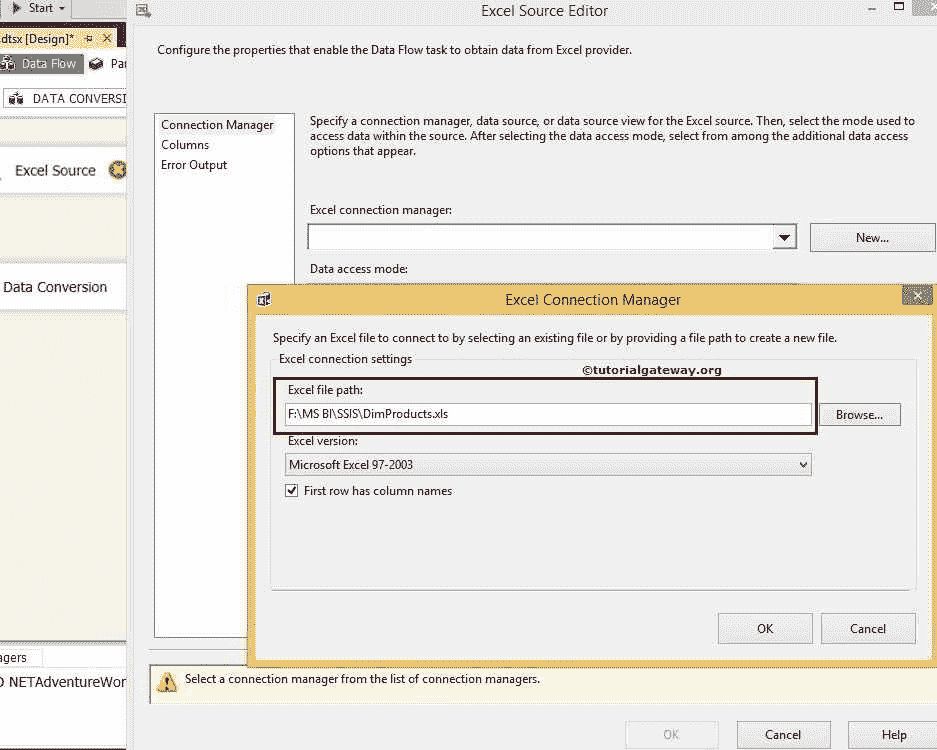 Start
Excel Source Editor
.dtsx [Design]*
Configure the properties that enable the Data Flow task to obtain data from Excel provider.
Data Flow
DATA CONVERSI
Connection Manager
Columns
Error Output
Specify a connection manager, data source, or data source view for the Excel source. Then, select the mode used to
access data within the source. After selecting the data access mode, select from among the additional data access
options that appear.
Excel Source
Excel connection manager:
New...
Data access mode:
Data Conversion
Excel Connection Manager
Specify an Excel file to connect to by selecting an existing file or by providing a file path to create a new file.
Excel connection settings
©tutorialgateway.org
Excel file path:
F:\MS BI\SSIS\DimProducts.xls
Browse...
Excel version:
Microsoft Excel 97-2003
First row has column names
OK
Cancel
agers
NETAdventureWor
Select a connection manager from the list of connection managers.
OK
Cancel
Help